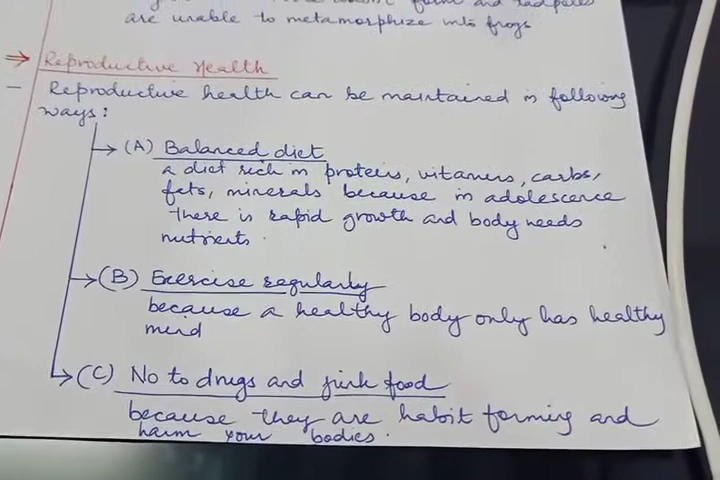 form and tadpoles
are unable to metamorphize into frogs
⇒ Reproductive Health
– Reproductive health can be maintained in following
ways:
(A) Balanced diet
a diet rich in proteins, vitamins, carbs,
fats, minerals because in adolescence
there is rapid growth and body needs
nutrients.
(B) Exercise regularly
because a healthy body only has healthy
mind
(C) No to drugs and junk food
because they are habit forming and
harm your bodies.